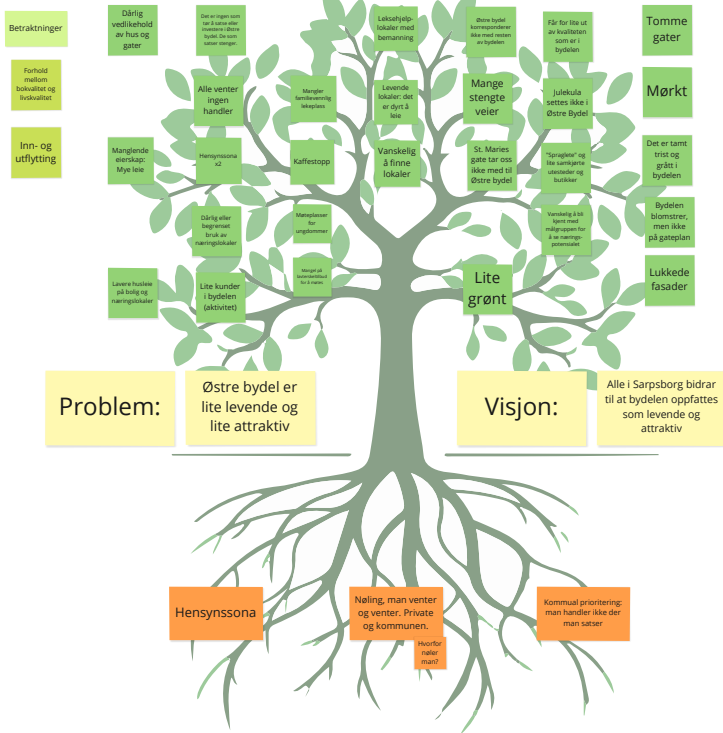 Betraktninger
Forhold
mellom
bokvalitet og
livskvalitet
Inn- og
utflytting
Dårlig
vedlikehold
av hus og
gater
Det er ingen som
tør å satse eller
investere i Østre
bydel. De som
satser stenger.
Leksehjelp-
lokaler med
bemanning
Østre bydel
korresponderer
ikke med resten
av bydelen
Får for lite ut
av kvaliteten
som er i
bydelen
Tomme
gater
Alle venter
ingen
handler
Mangler
familievennlig
lekeplass
Levende
lokaler: det
er dyrt å
leie
Mange
stengte
veier
Julekula
settes ikke i
Østre Bydel
Mørkt
Manglende
eierskap:
Mye leie
Hensynssona
x2
Kaffestopp
Vanskelig
å finne
lokaler
St. Maries
gate tar oss
ikke med til
Østre bydel
"Spraglete" og
lite samkjørte
utesteder og
butikker
Det er tamt
trist og
grått i
bydelen
Dårlig eller
begrenset
bruk av
næringslokaler
Møteplasser
for
ungdommer
Vanskelig å bli
kjent med
målgruppen for
å se nærings-
potensialet
Bydelen
blomstrer,
men ikke
på gateplan
Lavere husleie
på bolig og
næringslokaler
Lite kunder
i bydelen
(aktivitet)
Mangel på
for å møtes
Lite
grønt
Lukkede
fasader
Problem:
Østre bydel er
lite levende og
lite attraktiv
Visjon:
Alle i Sarpsborg bidrar
til at bydelen oppfattes
som levende og
attraktiv
Hensynssona
Nøling, man venter
og venter. Private
og kommunen.
Hvorfor
nøler
man?
Kommual prioritering:
man handler ikke der
man satser